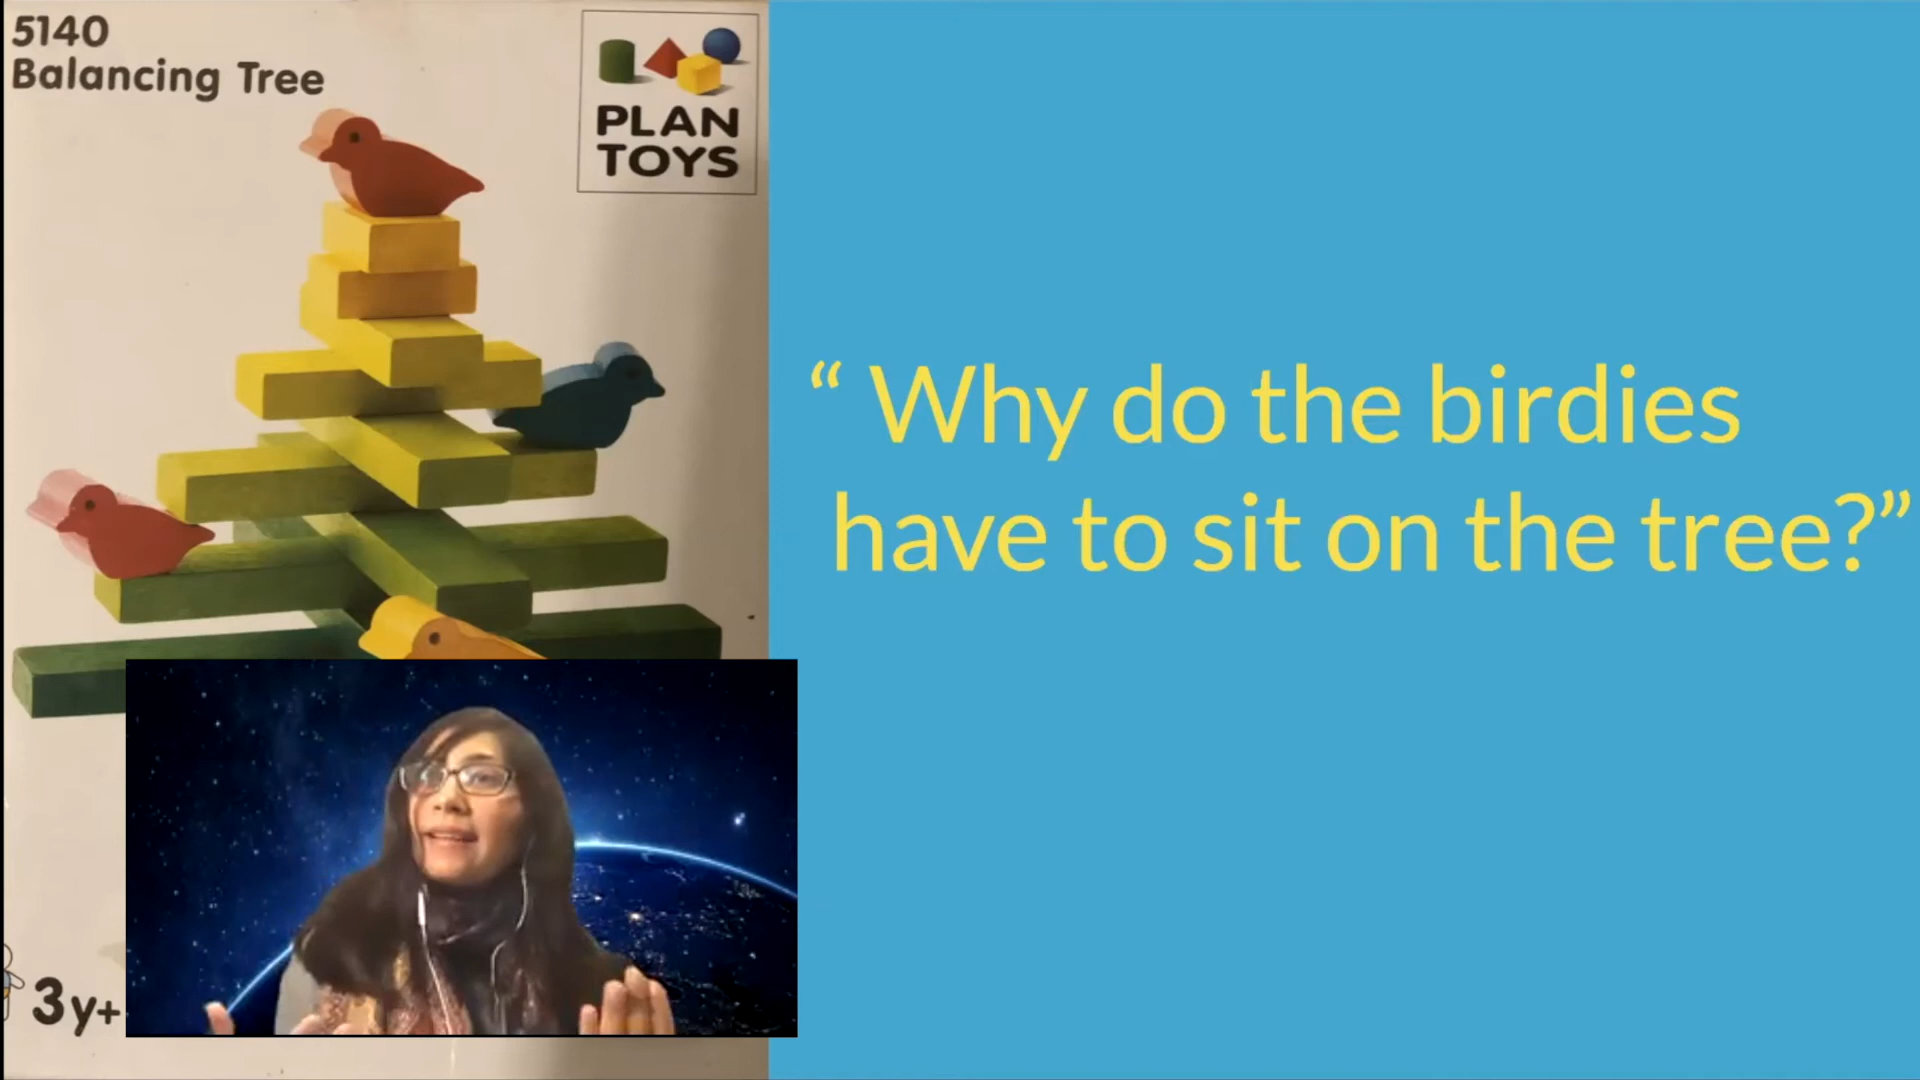 5140
Balancing Tree
PLAN
TOYS
“ Why do the birdies
have to sit on the tree?”
3y+